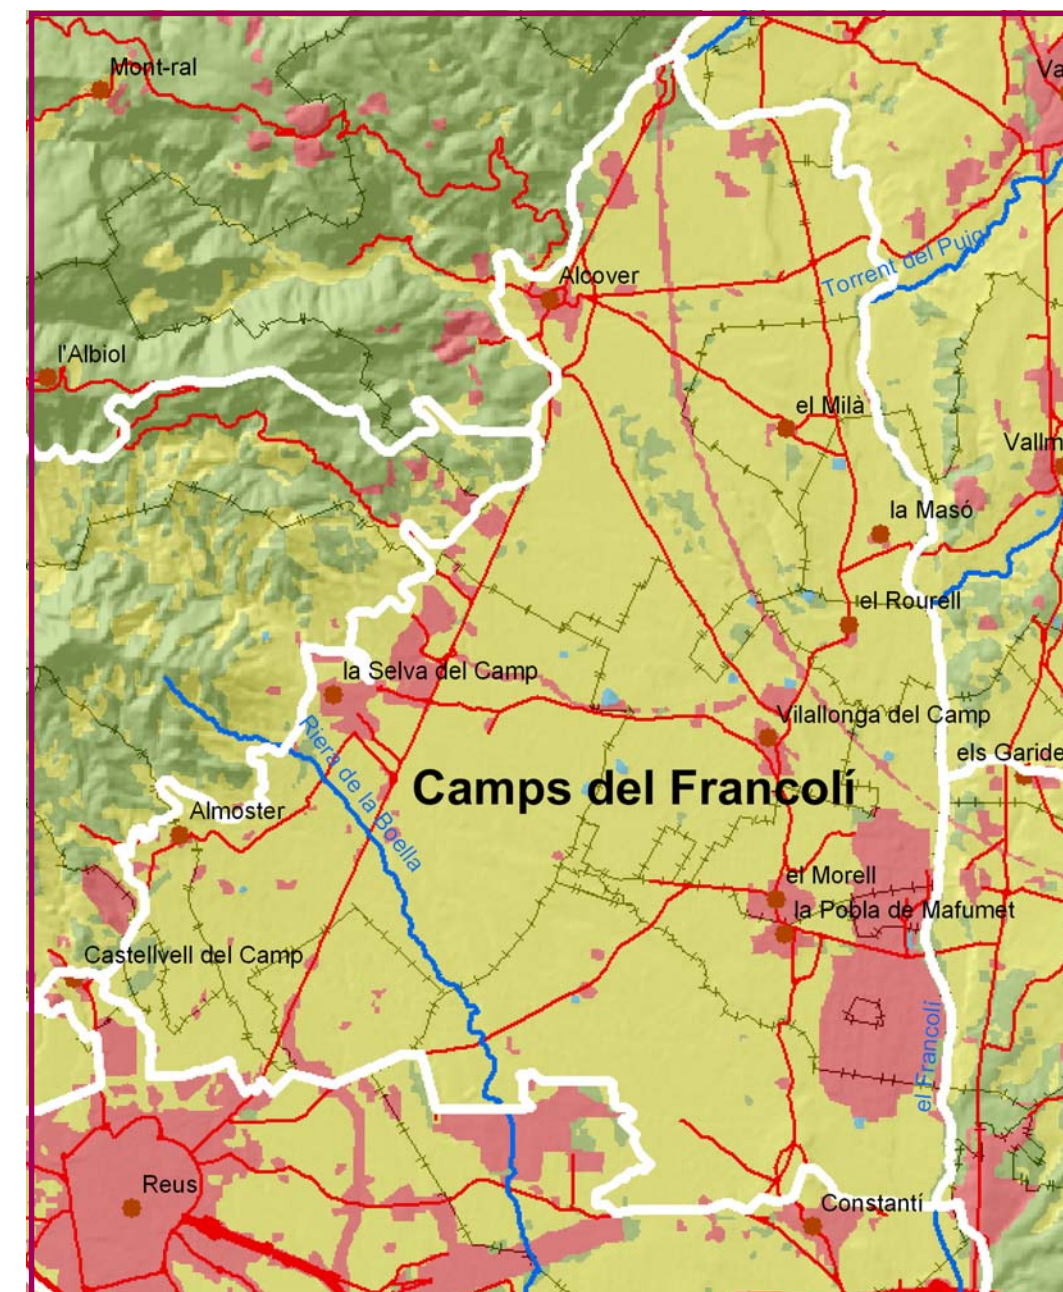 Mont-ral
Va
Torrent del Puig
Alcover
l'Albiol
el Milà
Vallm
la Masó
el Rourell
la Selva del Camp
Vilallonga del Camp
Riera de la Boella
els Garide
Camps del Francolí
Almoster
el Morell
la Pobla de Mafumet
Castellvell del Camp
el Francolí
Reus
Constantí